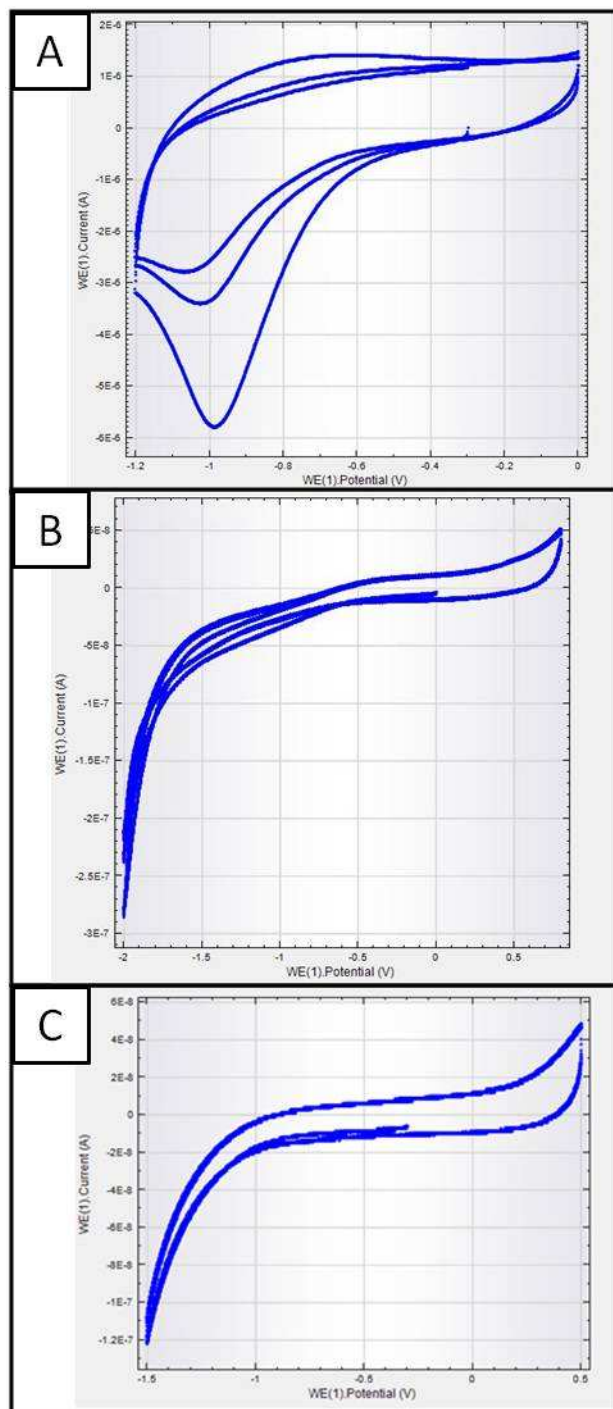 A
2E-6
1E-6
0
-1E-6
-2E-6
-3E-6
-4E-6
-5E-6
-6E-6
WE(1).Current (A)
-1.2
-1
-0.8
-0.6
-0.4
-0.2
0
WE(1).Potential (V)
B
5E-8
0
-5E-8
-1E-7
-1.5E-7
-2E-7
-2.5E-7
-3E-7
WE(1).Current (A)
-2
-1.5
-1
-0.5
0
0.5
WE(1).Potential (V)
C
6E-8
4E-8
2E-8
0
-2E-8
-4E-8
-6E-8
-8E-8
-1E-7
-1.2E-7
WE(1).Current (A)
-1.5
-1
-0.5
0
0.5
WE(1).Potential (V)